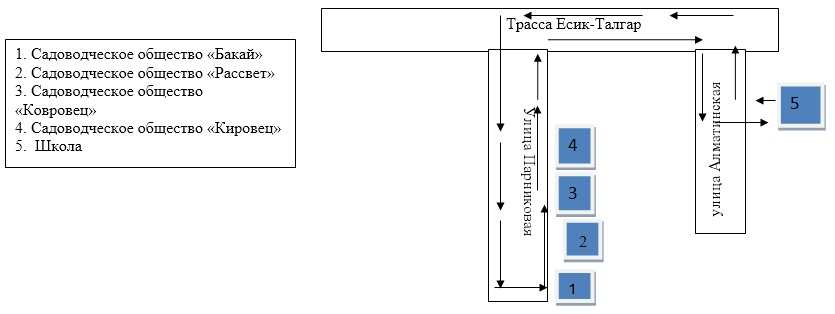 1. Садоводческое общество «Бакай»
2. Садоводческое общество «Рассвет»
3. Садоводческое общество
«Ковровец»
4. Садоводческое общество «Кировец»
5. Школа
Трасса Есик-Талгар
Улица Парниковая
улица Алматинская
5
4
3
2
1